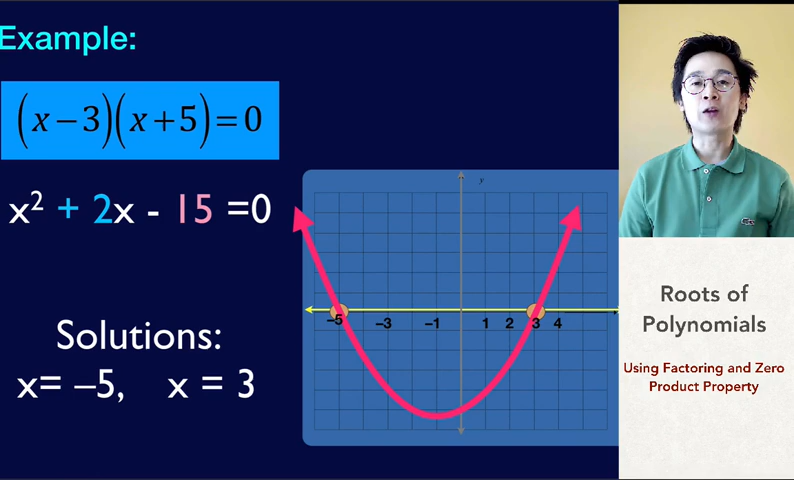 Example:
(x−3)(x+5)=0
x² + 2x - 15 =0
Solutions:
x= –5, x = 3
y
–5 –3 –1 1 2 3 4
Roots of
Polynomials
Using Factoring and Zero
Product Property